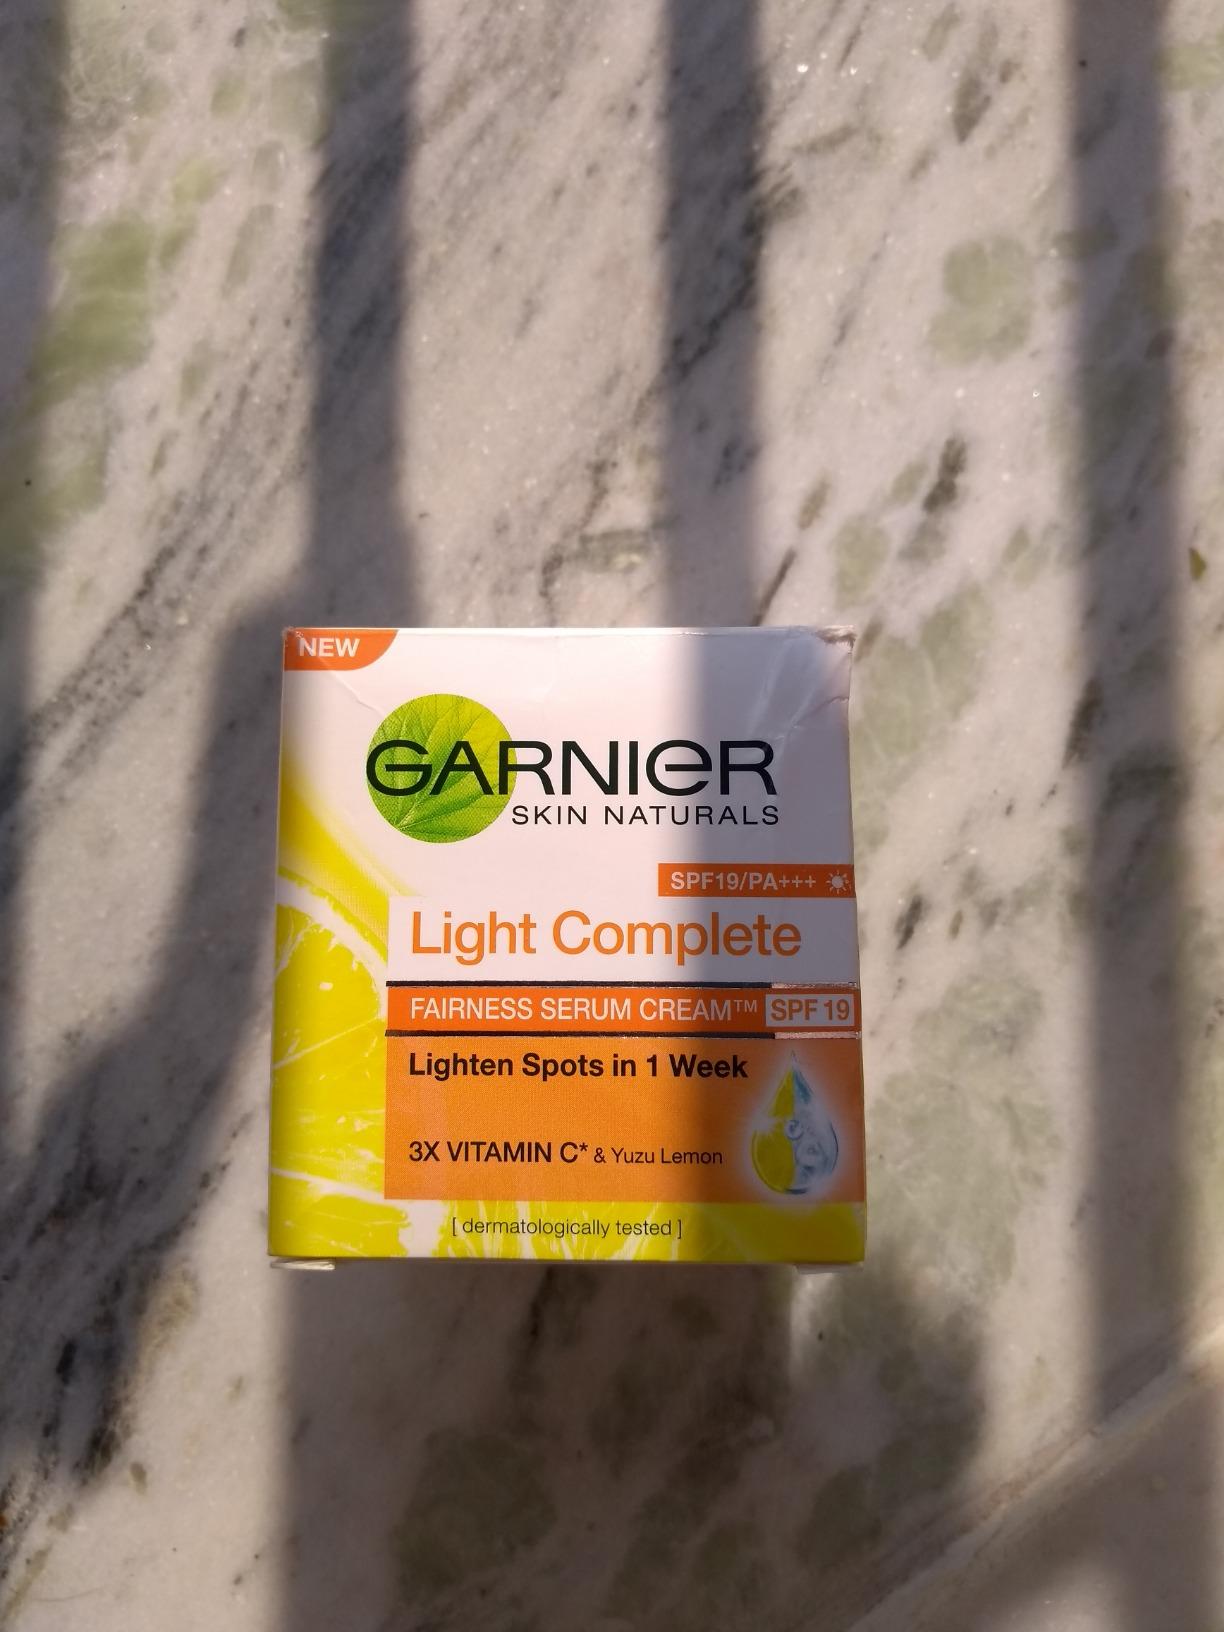 NEW
GARNIER
SKIN NATURALS
SPF19/PA+++
Light Complete
FAIRNESS SERUM CREAM™ SPF 19
Lighten Spots in 1 Week
3X VITAMIN C* & Yuzu Lemon
[ dermatologically tested ]